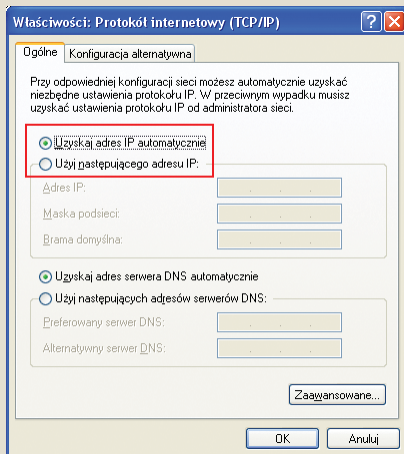 Właściwości: Protokół internetowy (TCP/IP)
Ogólne
Konfiguracja alternatywna
Przy odpowiedniej konfiguracji sieci możesz automatycznie uzyskać
niezbędne ustawienia protokołu IP. W przeciwnym wypadku musisz
uzyskać ustawienia protokołu IP od administratora sieci.
Uzyskaj adres IP automatycznie
Użyj następującego adresu IP:
Adres IP:
Maska podsieci:
Brama domyślna:
Uzyskaj adres serwera DNS automatycznie
Użyj następujących adresów serwerów DNS:
Preferowany serwer DNS:
Alternatywny serwer DNS:
Zaawansowane...
OK
Anuluj